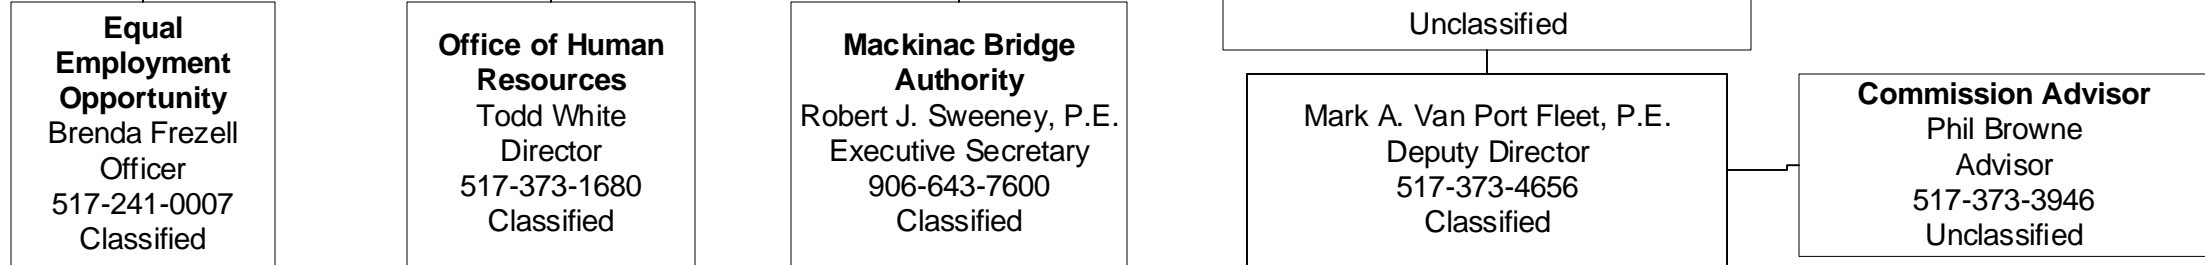 Equal
Employment
Opportunity
Brenda Frezell
Officer
517-241-0007
Classified
Office of Human
Resources
Todd White
Director
517-373-1680
Classified
Mackinac Bridge
Authority
Robert J. Sweeney, P.E.
Executive Secretary
906-643-7600
Classified
Unclassified
Mark A. Van Port Fleet, P.E.
Deputy Director
517-373-4656
Classified
Commission Advisor
Phil Browne
Advisor
517-373-3946
Unclassified